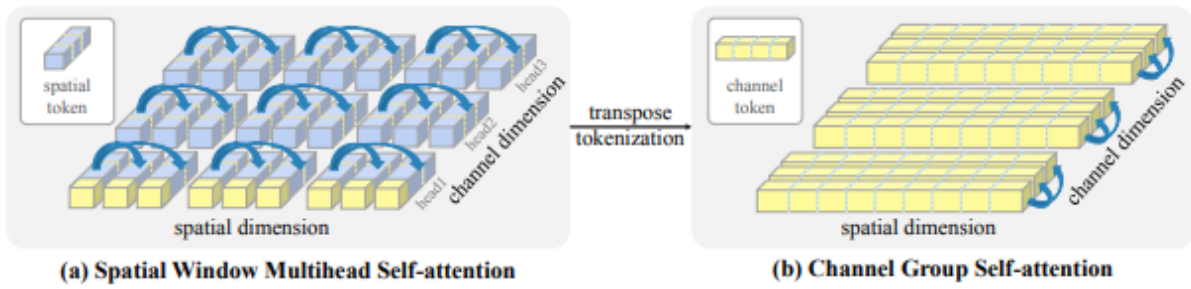 spatial
token
head3
head2
head1
channel dimension
spatial dimension
(a) Spatial Window Multihead Self-attention
transpose
tokenization
channel
token
channel dimension
spatial dimension
(b) Channel Group Self-attention